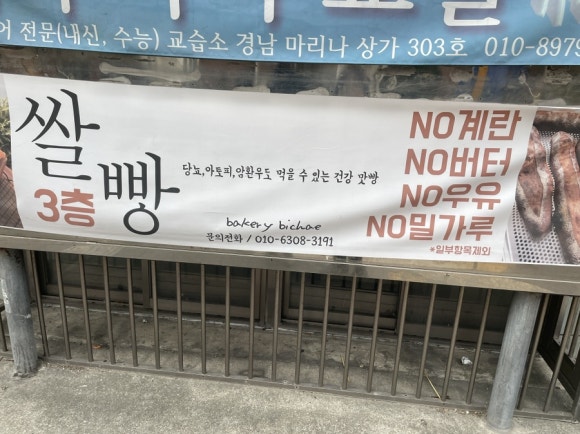 어 전문(내신, 수능) 교습소 경남 마리나 상가 303호 010-8979
쌀빵
3층
당뇨,아토피,암환우도 먹을 수 있는 건강 맛빵
bakery bichae
문의전화 / 010-6308-3191
NO계란
NO버터
NO우유
NO밀가루
*일부항목제외